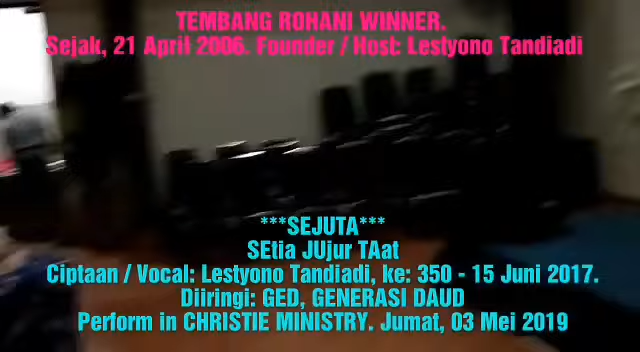 TEMBANG ROHANI WINNER.
Sejak, 21 April 2006. Founder / Host: Lestyono Tandiadi
***SEJUTA***
SEtia JUjur TAat
Ciptaan / Vocal: Lestyono Tandiadi, ke: 350 - 15 Juni 2017.
Diiringi: GED, GENERASI DAUD
Perform in CHRISTIE MINISTRY. Jumat, 03 Mei 2019